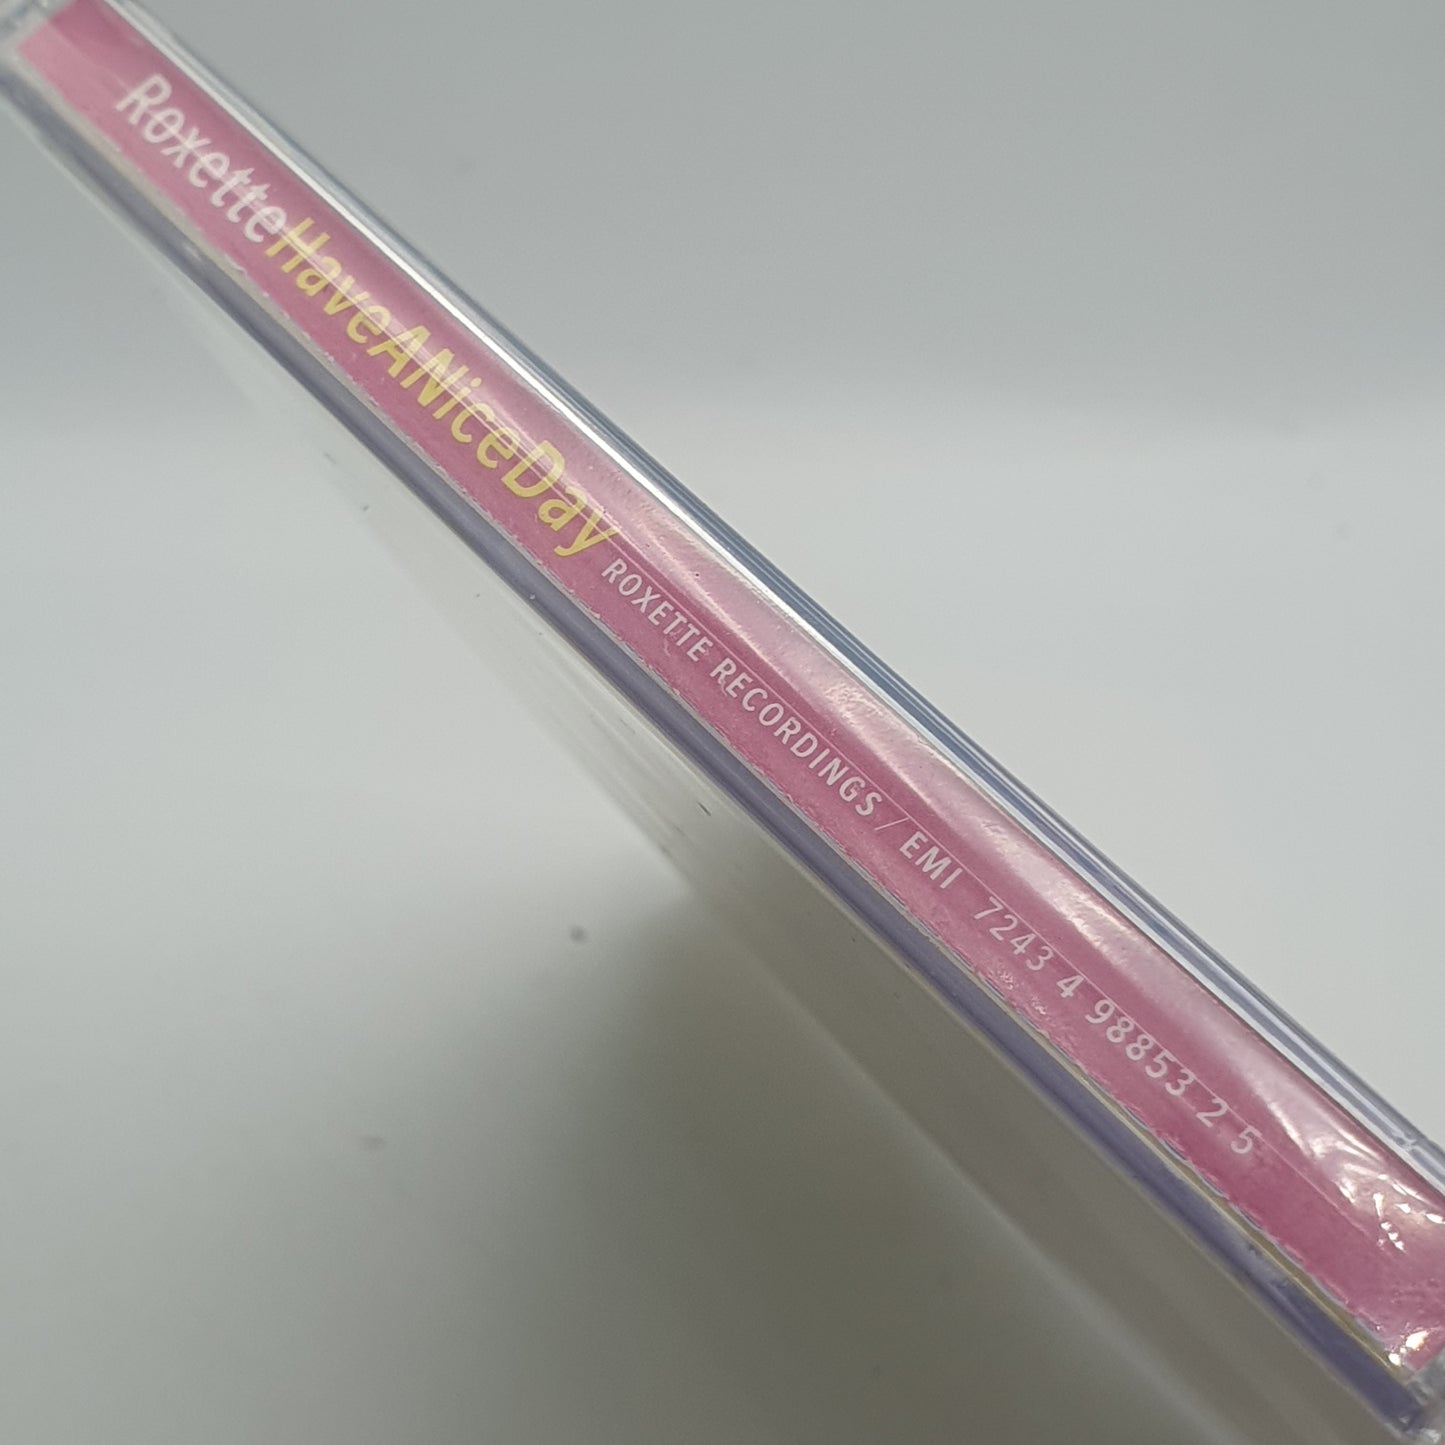 RoxetteHaveANiceDay ROXETTE RECORDINGS / EMI 7243 4 98853 2 5